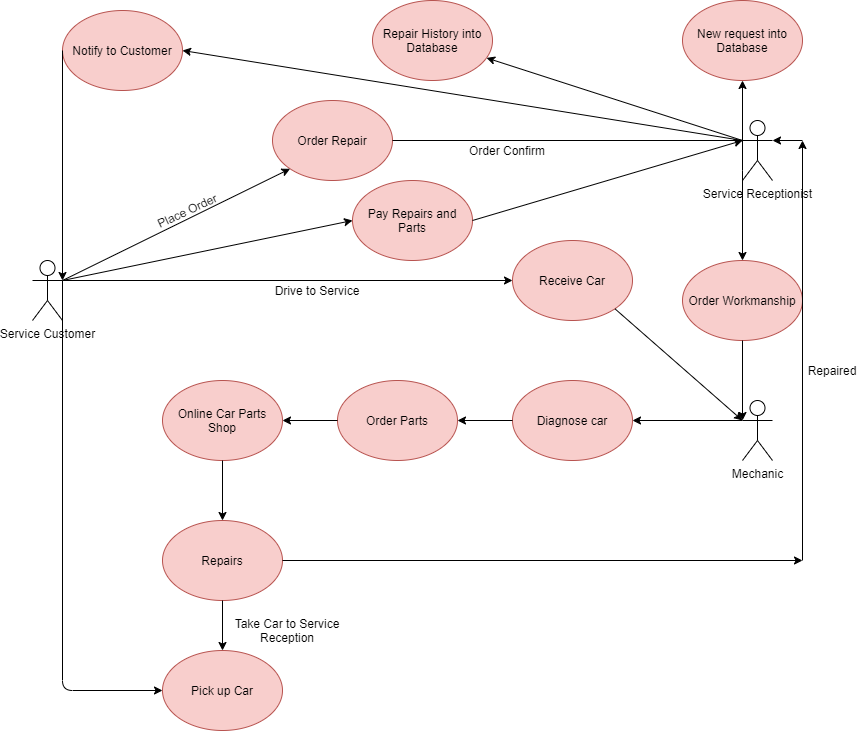 Notify to Customer
Repair History into
Database
New request into
Database
Order Repair
Order Confirm
Service Receptionist
Place Order
Pay Repairs and
Parts
Drive to Service
Receive Car
Order Workmanship
Service Customer
Repaired
Online Car Parts
Shop
Order Parts
Diagnose car
Mechanic
Repairs
Take Car to Service
Reception
Pick up Car